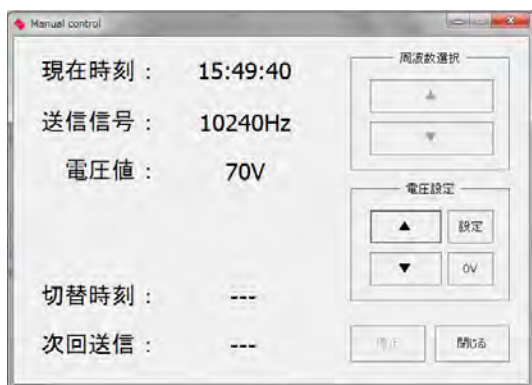 Manual control
現在時刻 : 15:49:40
送信信号 : 10240Hz
電圧値 : 70V
切替時刻 : ---
次回送信 : ---
周波数選択
▲
▼
電圧設定
▲ 設定
▼ 0V
停止 閉じる